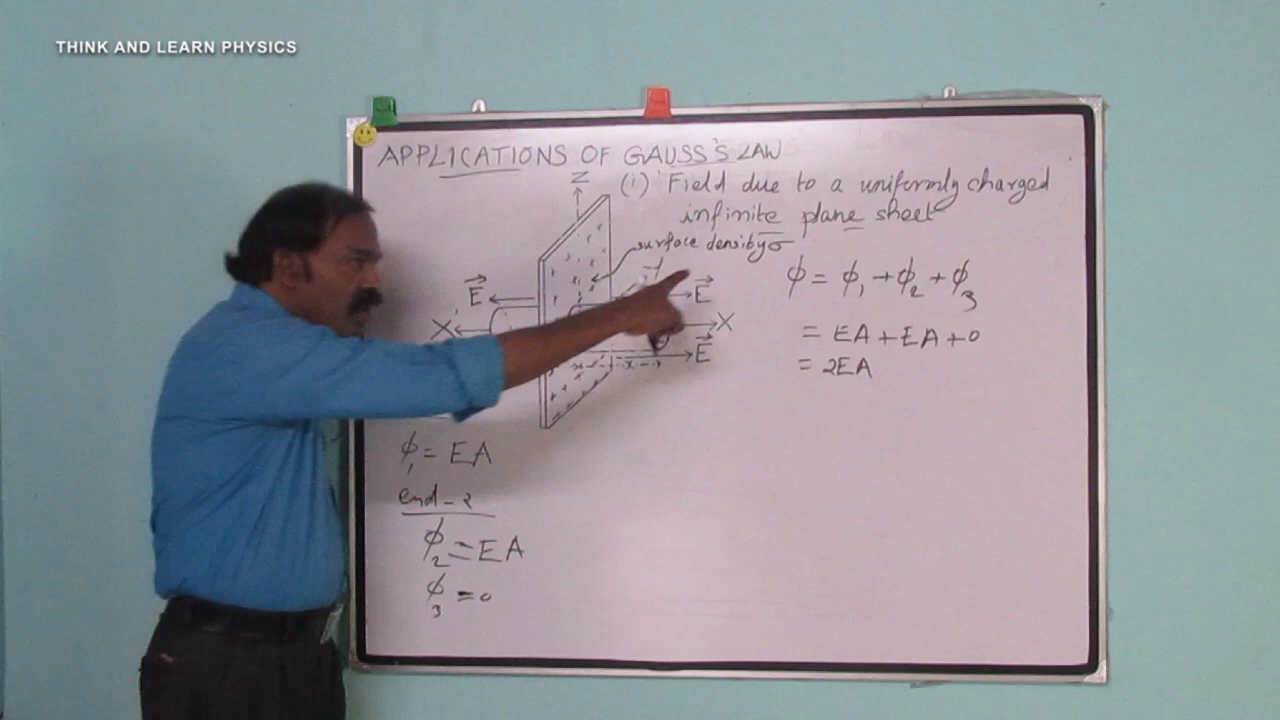 THINK AND LEARN PHYSICS
APPLICATIONS OF GAUSS'S LAW
(i) Field due to a uniformly charged
infinite plane sheet
surface density σ
Z
E⃗
E⃗
X'
X
E⃗
x
ϕ = ϕ₁ + ϕ₂ + ϕ₃
= EA + EA + 0
= 2EA
ϕ₁ = EA
end - 2
ϕ₂ = EA
ϕ₃ = 0